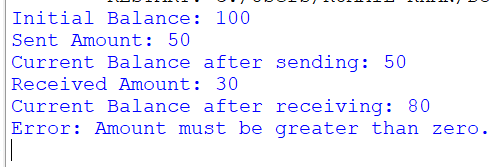 Initial Balance: 100
Sent Amount: 50
Current Balance after sending: 50
Received Amount: 30
Current Balance after receiving: 80
Error: Amount must be greater than zero.